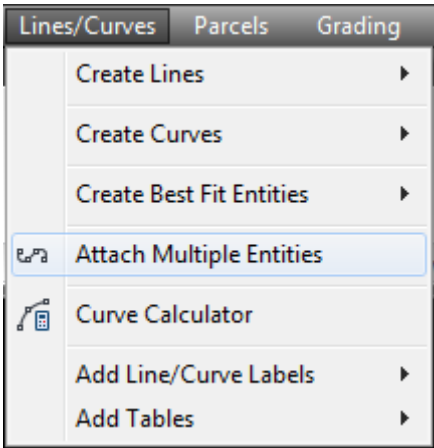 Lines/Curves Parcels Grading
Create Lines
Create Curves
Create Best Fit Entities
Attach Multiple Entities
Curve Calculator
Add Line/Curve Labels
Add Tables